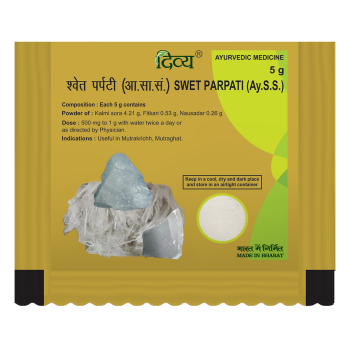 दिव्य®
AYURVEDIC MEDICINE
5 g
श्वेत पर्पटी (आ.सा.सं.) SWET PARPATI (Ay.S.S.)
Composition : Each 5 g contains
Powder of : Kalmi sora 4.21 g, Fitkari 0.53 g, Nausadar 0.26 g
Dose : 500 mg to 1 g with water twice a day or
as directed by Physician.
Indications : Useful in Mutrakrichh, Mutraghat.
Keep in a cool, dry and dark place
and store in an airtight container
भारत में निर्मित
MADE IN BHARAT